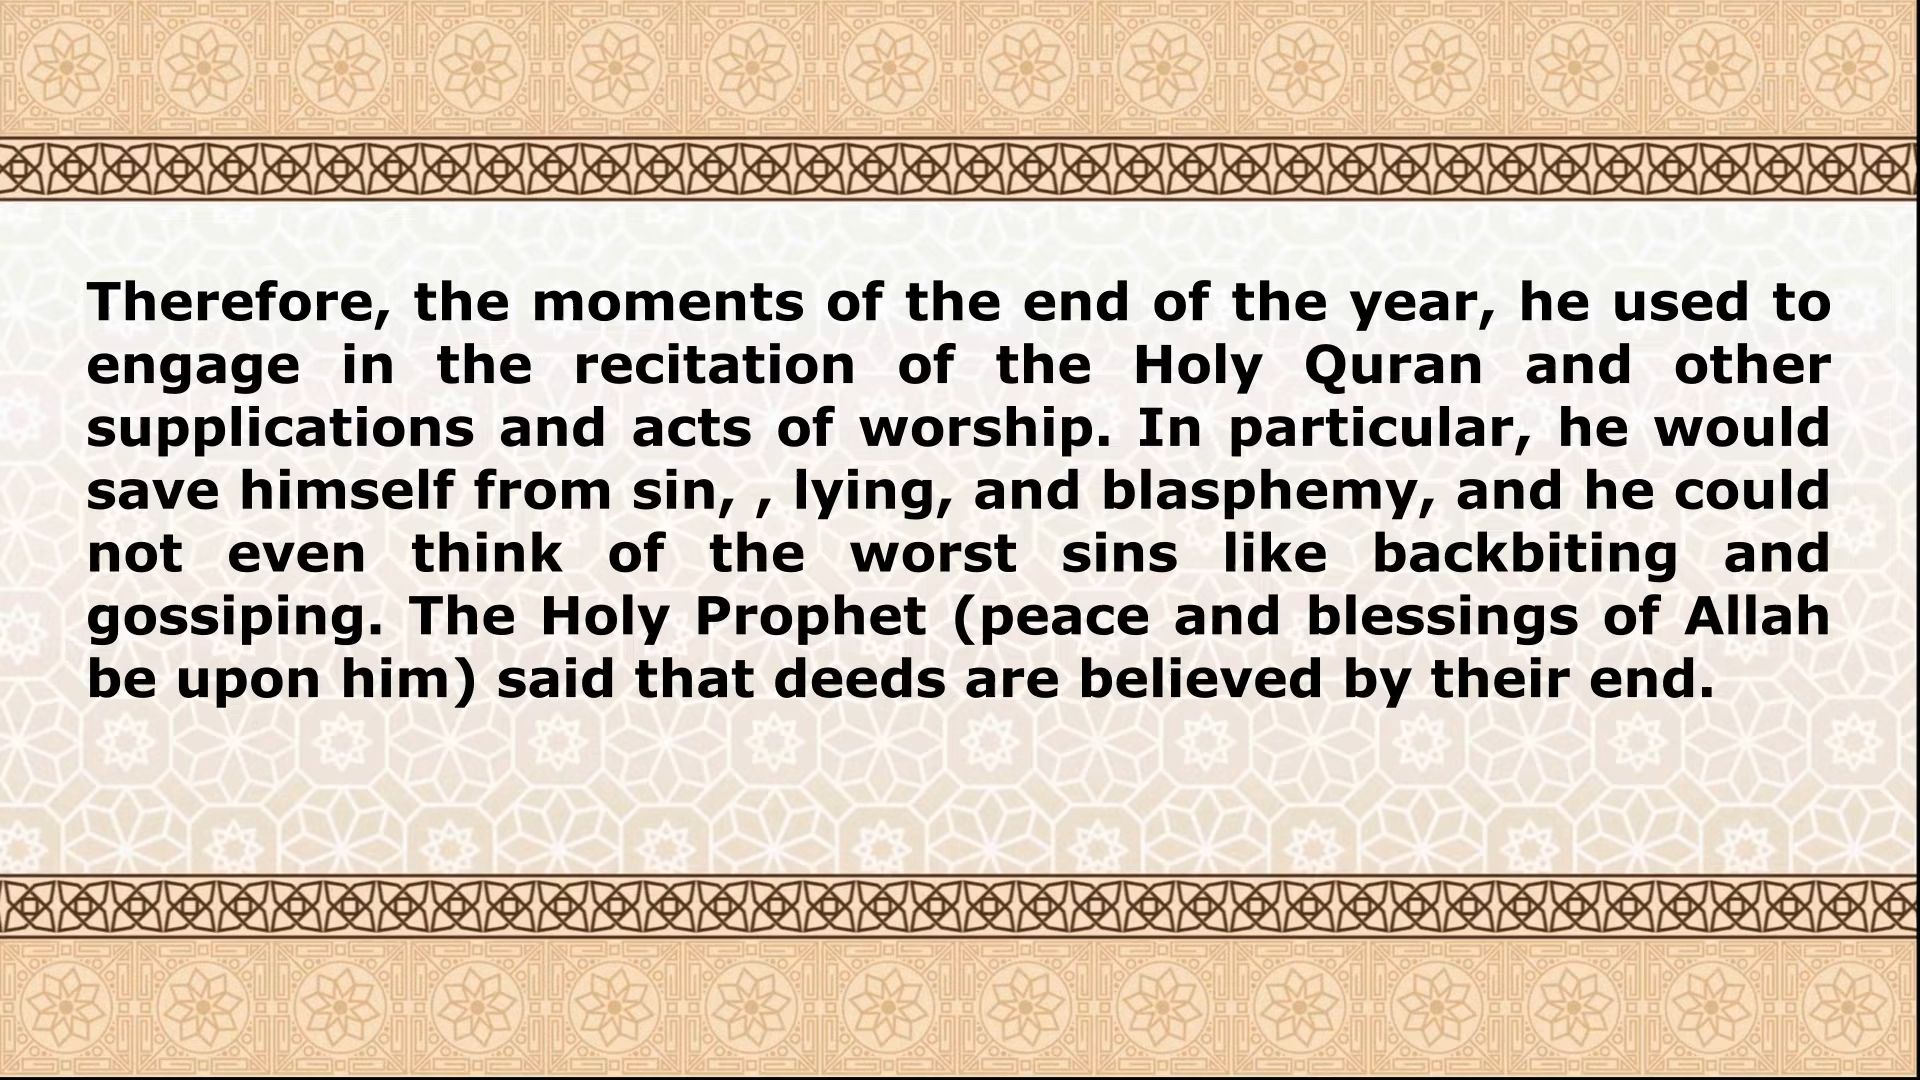 Therefore, the moments of the end of the year, he used to
engage in the recitation of the Holy Quran and other
supplications and acts of worship. In particular, he would
save himself from sin, , lying, and blasphemy, and he could
not even think of the worst sins like backbiting and
gossiping. The Holy Prophet (peace and blessings of Allah
be upon him) said that deeds are believed by their end.